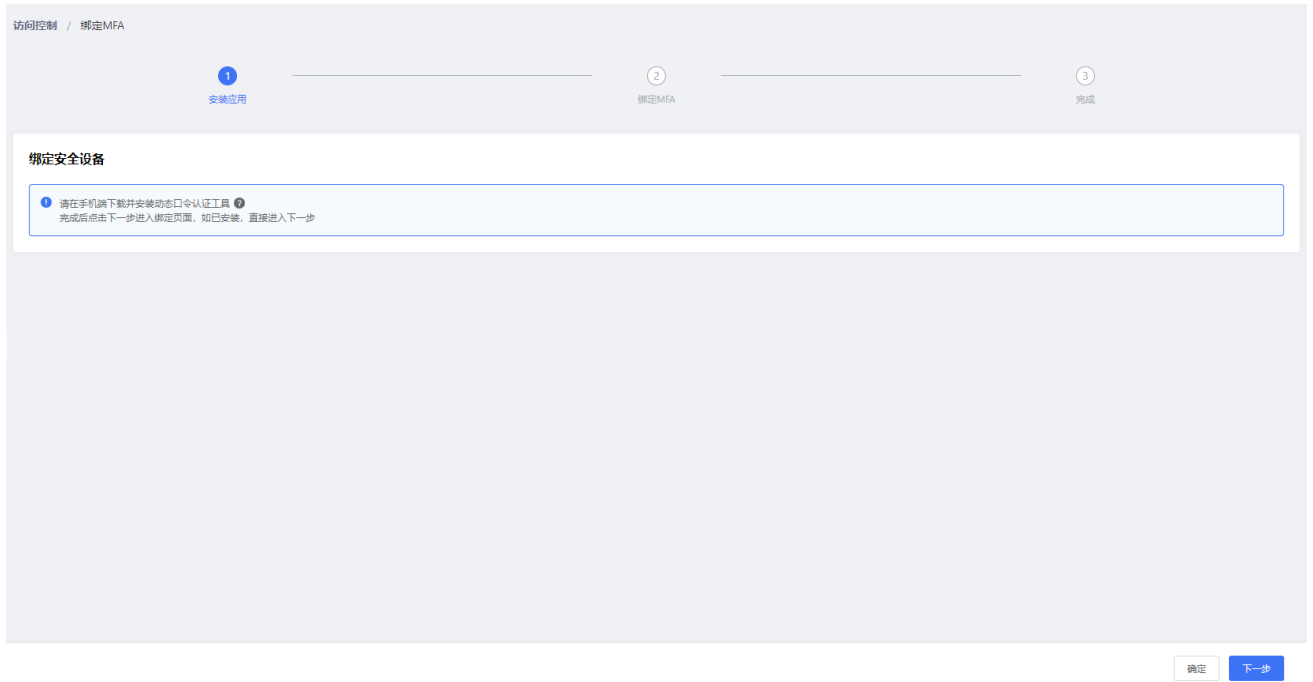 访问控制 / 绑定MFA
1
2
3
安装应用
绑定MFA
完成
绑定安全设备
请在手机端下载并安装动态口令认证工具
完成后点击下一步进入绑定页面，如已安装，直接进入下一步
确定
下一步